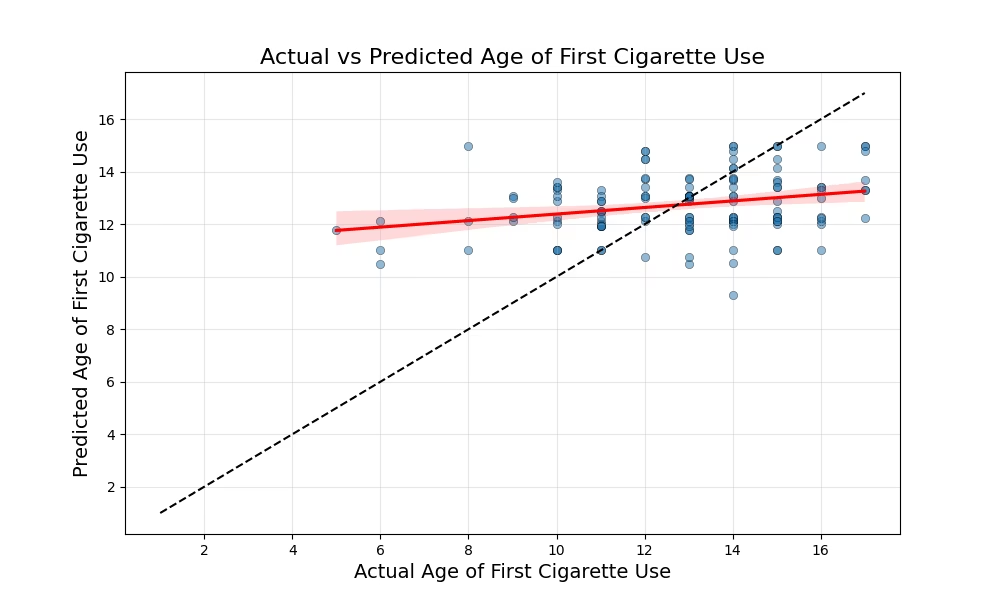 Actual vs Predicted Age of First Cigarette Use
Predicted Age of First Cigarette Use
16
14
12
10
8
6
4
2
2 4 6 8 10 12 14 16
Actual Age of First Cigarette Use